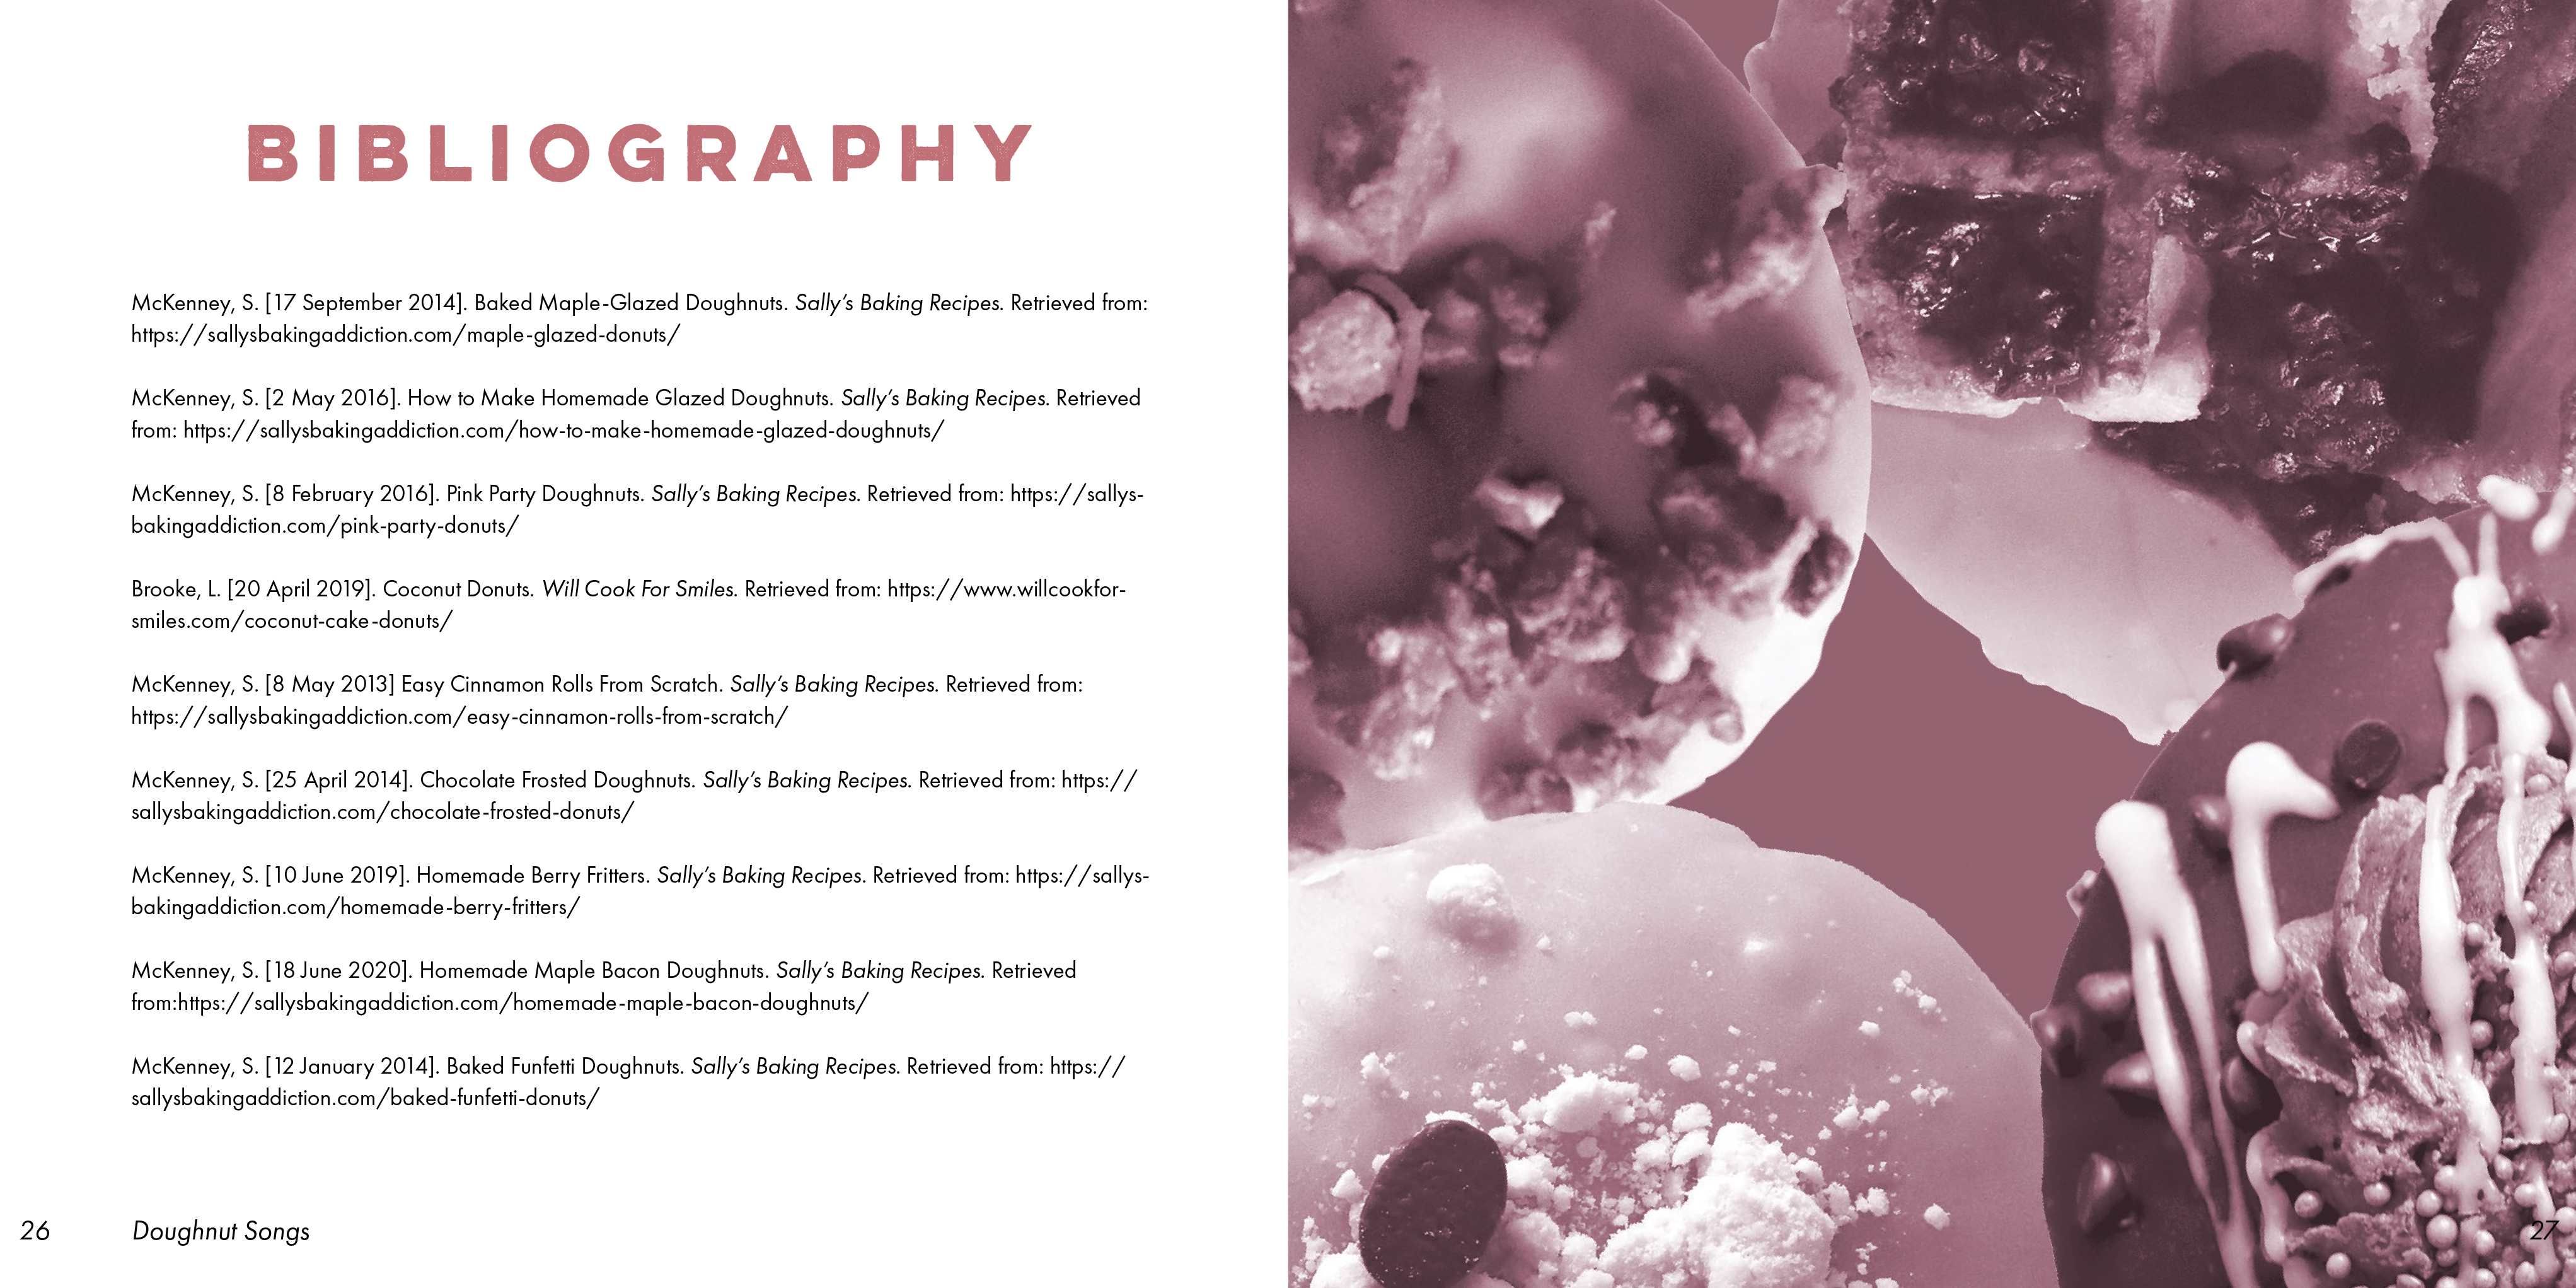 BIBLIOGRAPHY
McKenney, S. [17 September 2014]. Baked Maple-Glazed Doughnuts. Sally’s Baking Recipes. Retrieved from:
https://sallysbakingaddiction.com/maple-glazed-donuts/
McKenney, S. [2 May 2016]. How to Make Homemade Glazed Doughnuts. Sally’s Baking Recipes. Retrieved
from: https://sallysbakingaddiction.com/how-to-make-homemade-glazed-doughnuts/
McKenney, S. [8 February 2016]. Pink Party Doughnuts. Sally’s Baking Recipes. Retrieved from: https://sallys-
bakingaddiction.com/pink-party-donuts/
Brooke, L. [20 April 2019]. Coconut Donuts. Will Cook For Smiles. Retrieved from: https://www.willcookfor-
smiles.com/coconut-cake-donuts/
McKenney, S. [8 May 2013] Easy Cinnamon Rolls From Scratch. Sally’s Baking Recipes. Retrieved from:
https://sallysbakingaddiction.com/easy-cinnamon-rolls-from-scratch/
McKenney, S. [25 April 2014]. Chocolate Frosted Doughnuts. Sally’s Baking Recipes. Retrieved from: https://
sallysbakingaddiction.com/chocolate-frosted-donuts/
McKenney, S. [10 June 2019]. Homemade Berry Fritters. Sally’s Baking Recipes. Retrieved from: https://sallys-
bakingaddiction.com/homemade-berry-fritters/
McKenney, S. [18 June 2020]. Homemade Maple Bacon Doughnuts. Sally’s Baking Recipes. Retrieved
from:https://sallysbakingaddiction.com/homemade-maple-bacon-doughnuts/
McKenney, S. [12 January 2014]. Baked Funfetti Doughnuts. Sally’s Baking Recipes. Retrieved from: https://
sallysbakingaddiction.com/baked-funfetti-donuts/
26 Doughnut Songs
27